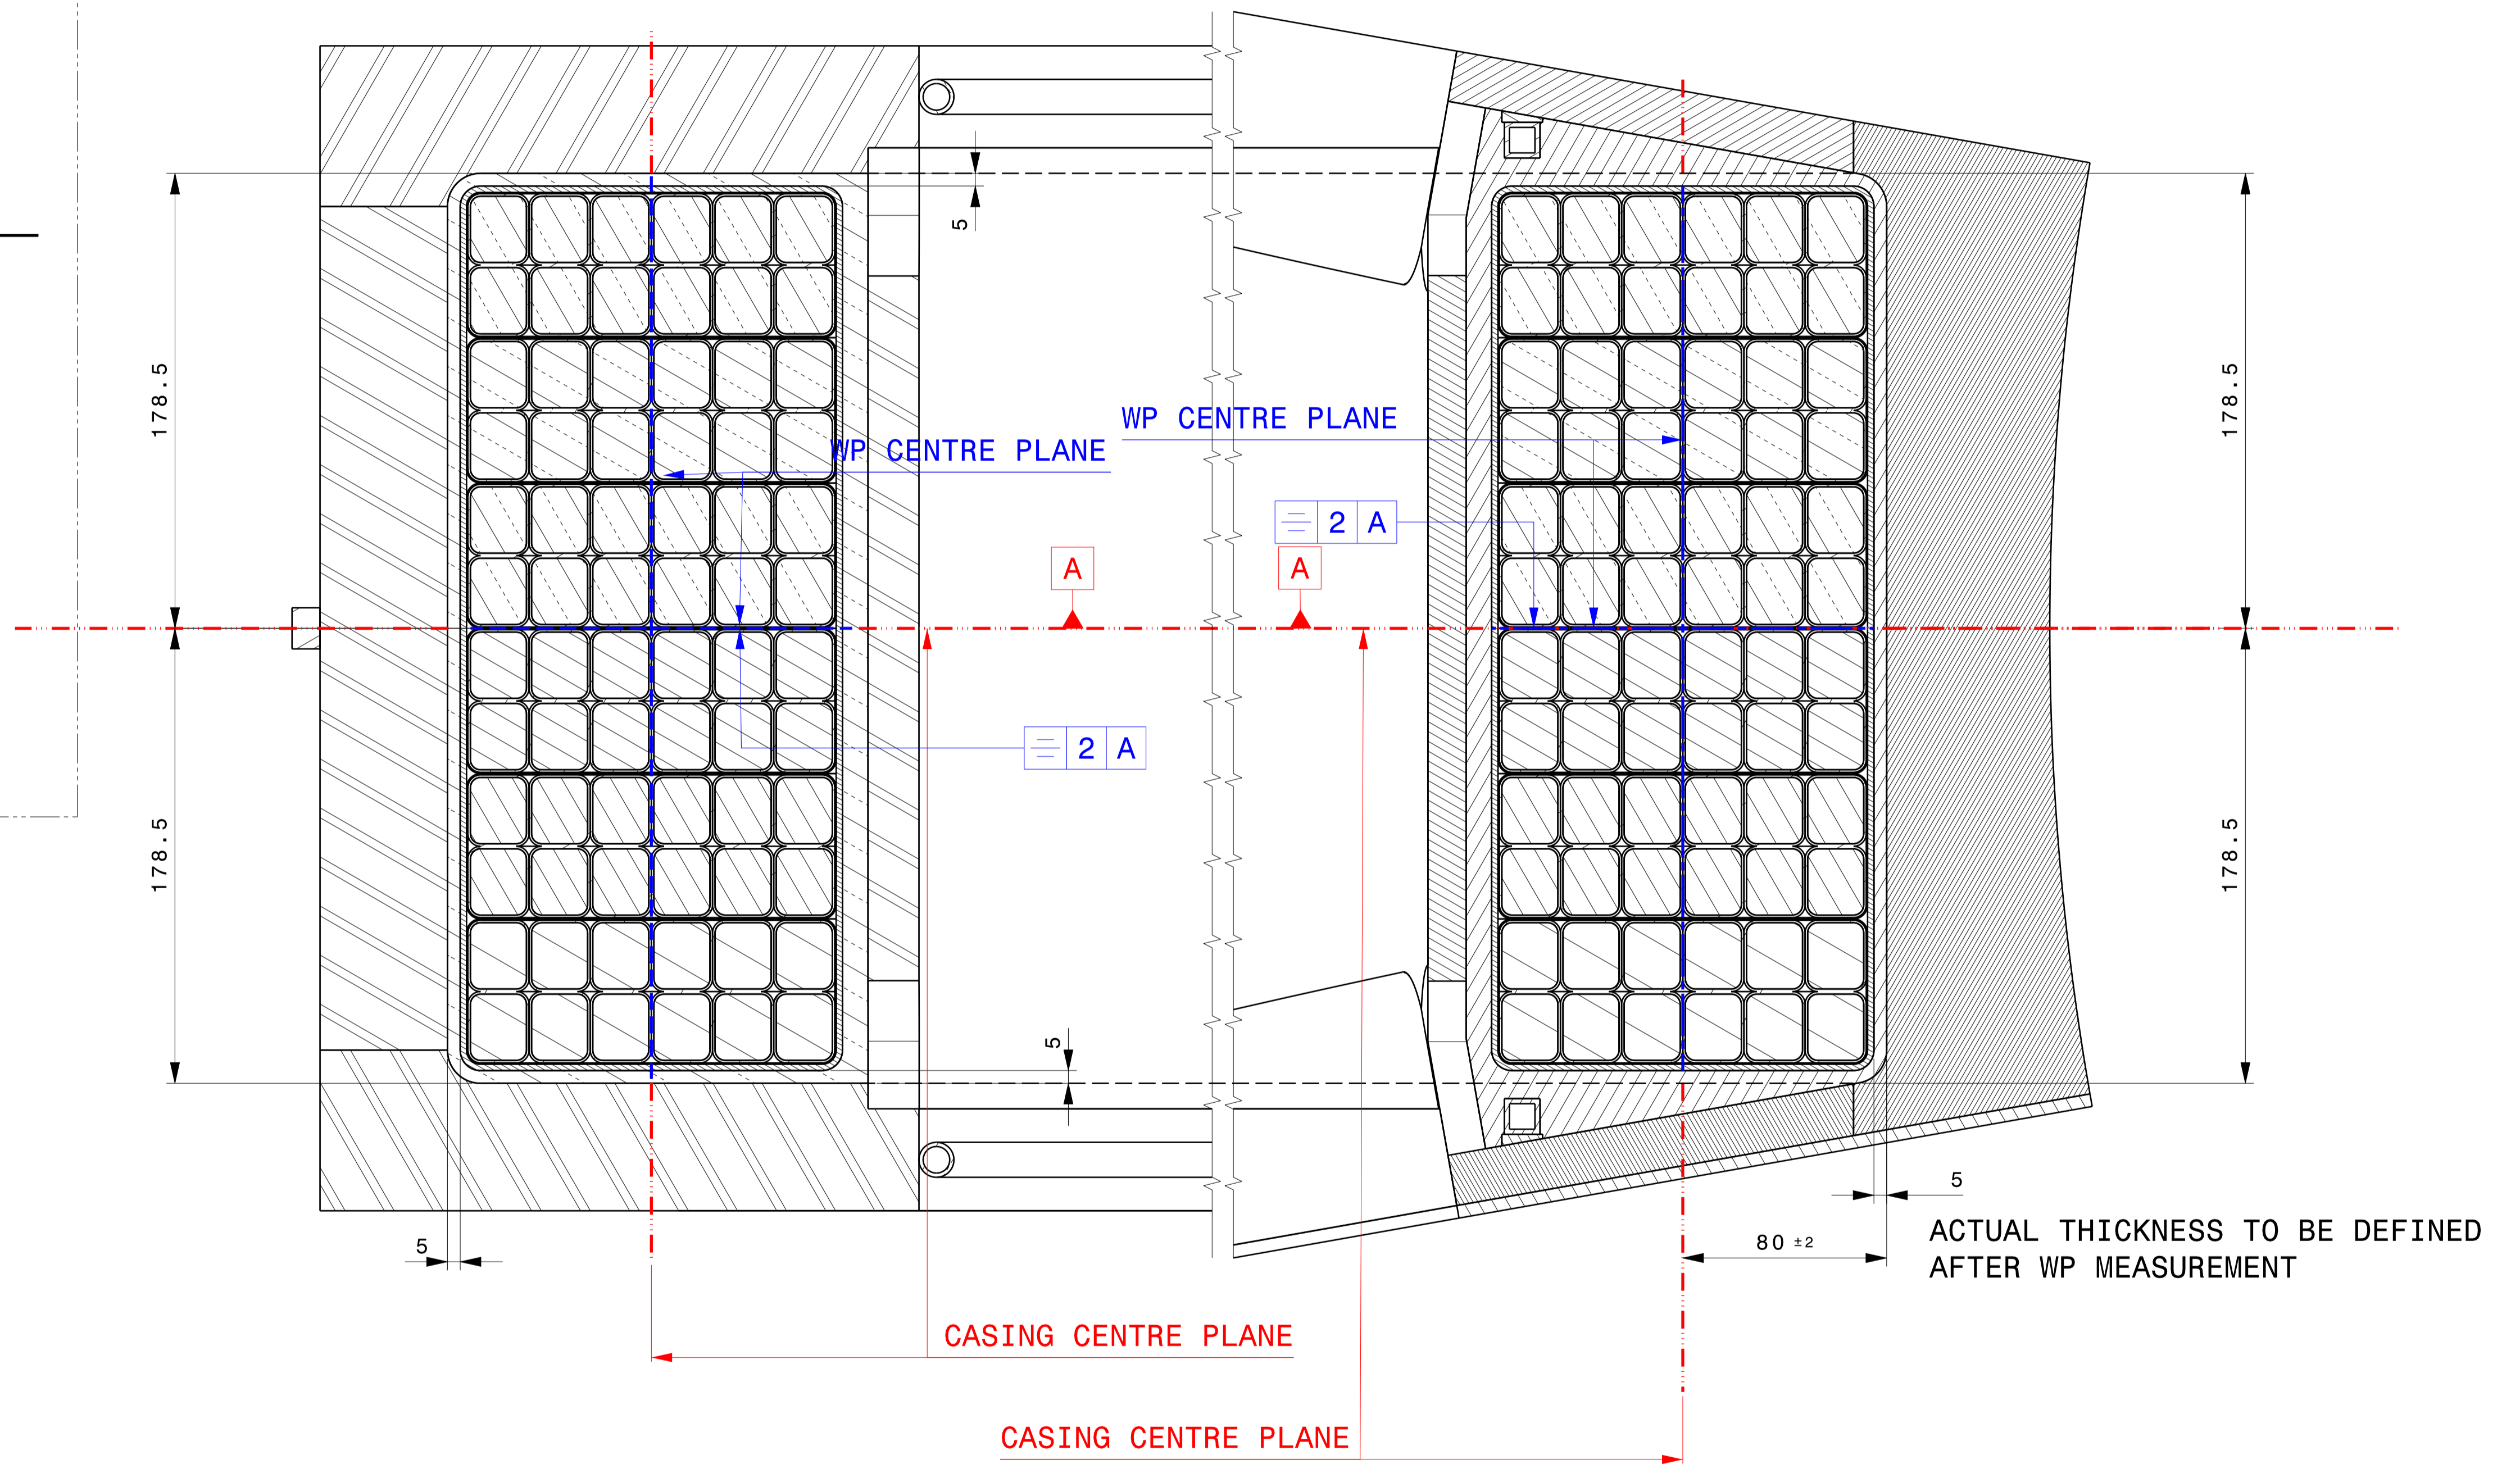 5
178.5
178.5
WP CENTRE PLANE
WP CENTRE PLANE
2 A
A
A
2 A
178.5
178.5
5
5
5
80 ±2
ACTUAL THICKNESS TO BE DEFINED
AFTER WP MEASUREMENT
CASING CENTRE PLANE
CASING CENTRE PLANE